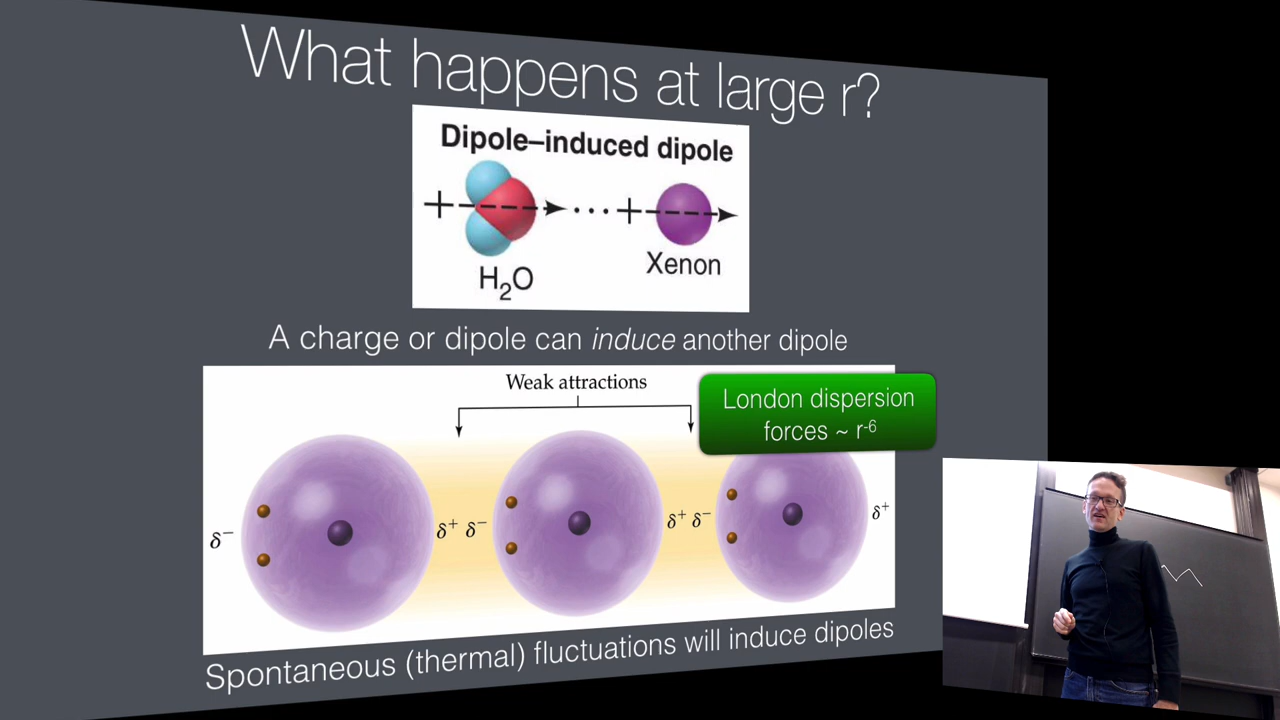 What happens at large r?
Dipole–induced dipole
+ ... +
H₂O
Xenon
A charge or dipole can induce another dipole
Weak attractions
London dispersion
forces ~ r⁻⁶
δ⁻ δ⁺ δ⁻ δ⁺ δ⁻ δ⁺
Spontaneous (thermal) fluctuations will induce dipoles